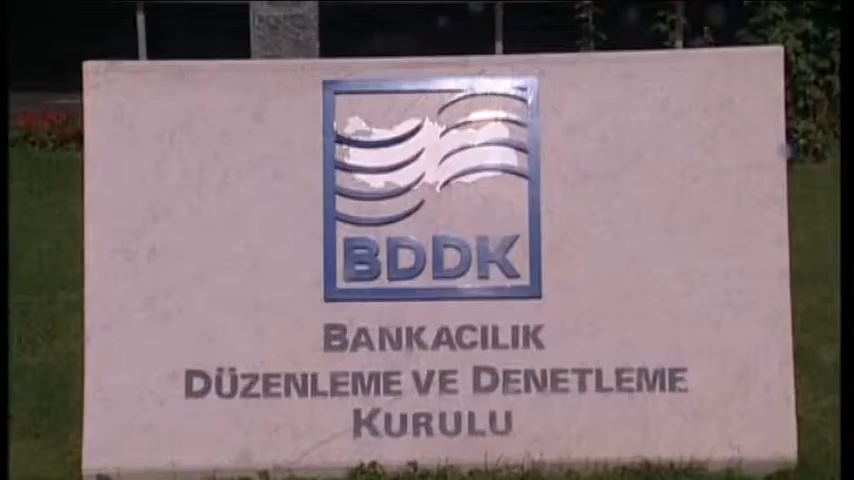 BDDK
BANKACILIK
DÜZENLEME VE DENETLEME
KURULU